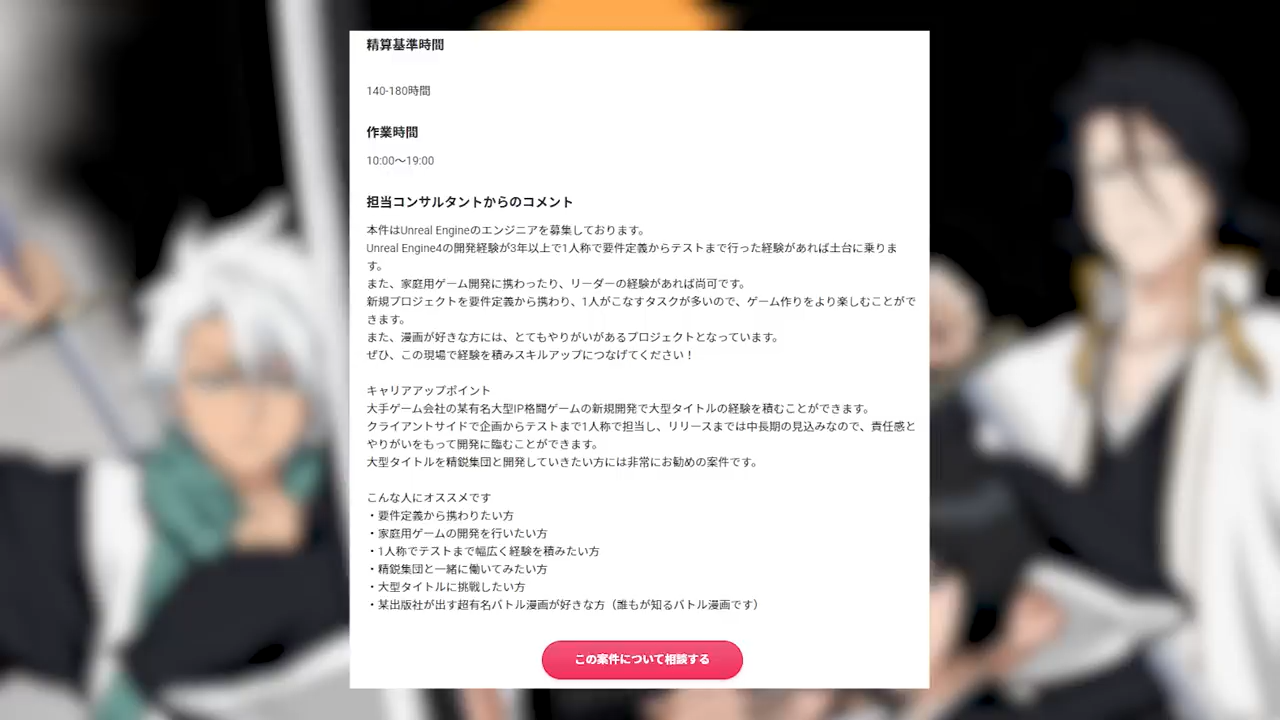 精算基準時間
140-180時間
作業時間
10:00〜19:00
担当コンサルタントからのコメント
本件はUnreal Engineのエンジニアを募集しております。
Unreal Engine4の開発経験が3年以上で1人称で要件定義からテストまで行った経験があれば土台に乗りま
す。
また、家庭用ゲーム開発に携わったり、リーダーの経験があれば尚可です。
新規プロジェクトを要件定義から携わり、1人がこなすタスクが多いので、ゲーム作りをより楽しむことがで
きます。
また、漫画が好きな方には、とてもやりがいがあるプロジェクトとなっています。
ぜひ、この現場で経験を積みスキルアップにつなげてください！
キャリアアップポイント
大手ゲーム会社の某有名大型IP格闘ゲームの新規開発で大型タイトルの経験を積むことができます。
クライアントサイドで企画からテストまで1人称で担当し、リリースまでは中長期の見込みなので、責任感と
やりがいをもって開発に臨むことができます。
大型タイトルを精鋭集団と開発していきたい方には非常にお勧めの案件です。
こんな人にオススメです
・要件定義から携わりたい方
・家庭用ゲームの開発を行いたい方
・1人称でテストまで幅広く経験を積みたい方
・精鋭集団と一緒に働いてみたい方
・大型タイトルに挑戦したい方
・某出版社が出す超有名バトル漫画が好きな方（誰もが知るバトル漫画です）
この案件について相談する